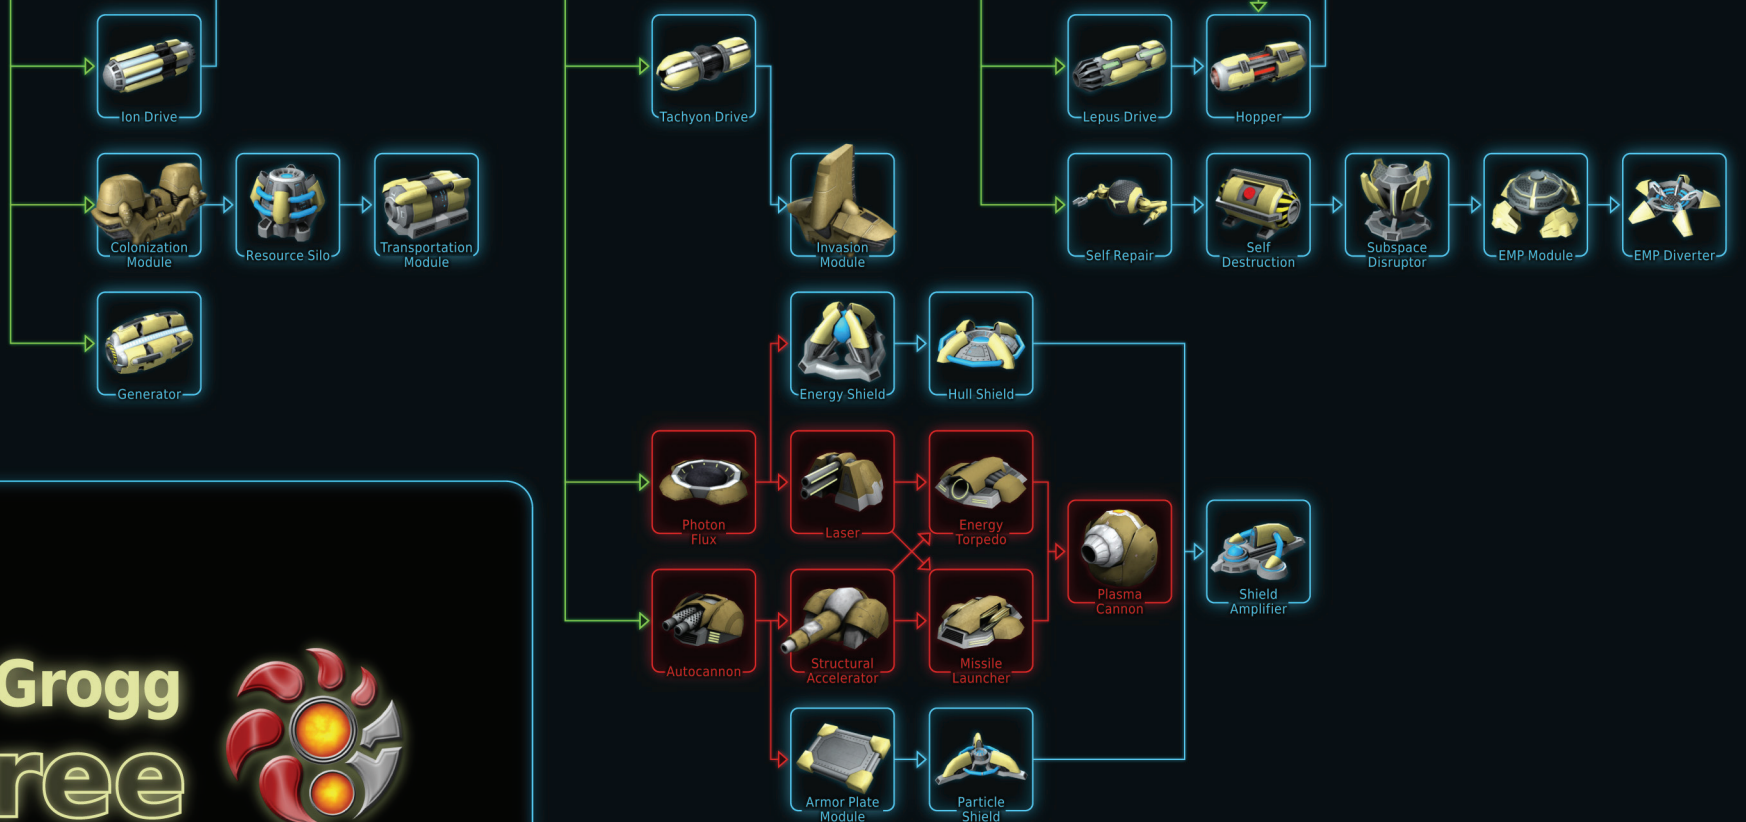 Ion Drive
Tachyon Drive
Lepus Drive
Hopper
Colonization
Module
Resource Silo
Transportation
Module
Invasion
Module
Self Repair
Self
Destruction
Subspace
Disruptor
EMP Module
EMP Diverter
Generator
Energy Shield
Hull Shield
Photon
Flux
Laser
Energy
Torpedo
Plasma
Cannon
Shield
Amplifier
Autocannon
Structural
Accelerator
Missile
Launcher
Armor Plate
Module
Particle
Shield
Grogg
ree